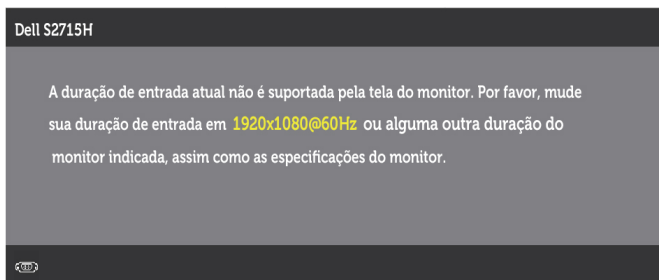 Dell S2715H
A duração de entrada atual não é suportada pela tela do monitor. Por favor, mude
sua duração de entrada em 1920x1080@60Hz ou alguma outra duração do
monitor indicada, assim como as especificações do monitor.